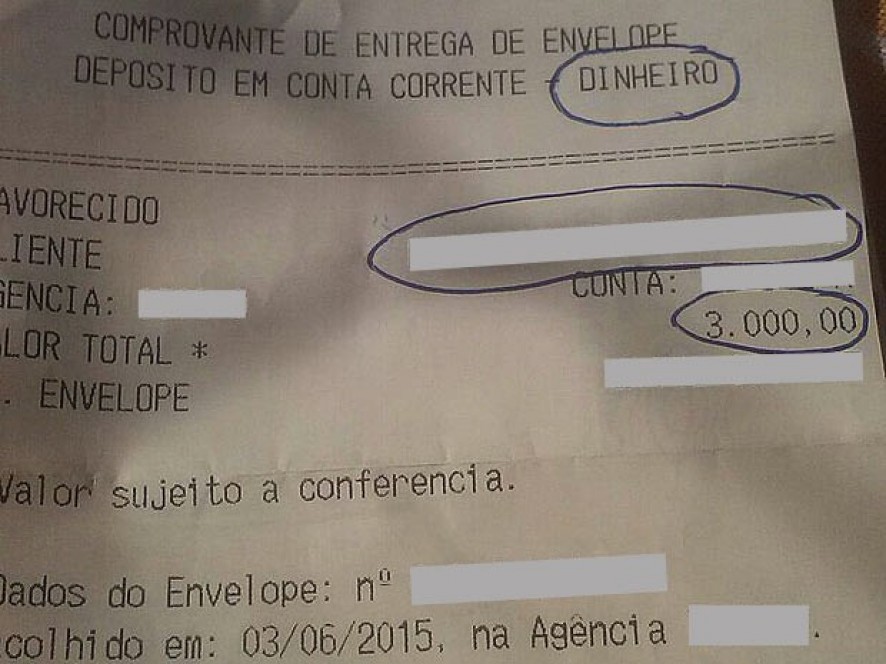 COMPROVANTE DE ENTREGA DE ENVELOPE
DEPOSITO EM CONTA CORRENTE - DINHEIRO
AVORECIDO
LIENTE
GENCIA: CONTA:
ALOR TOTAL * 3.000,00
. ENVELOPE
Valor sujeito a conferencia.
Dados do Envelope: nº
colhido em: 03/06/2015, na Agência .